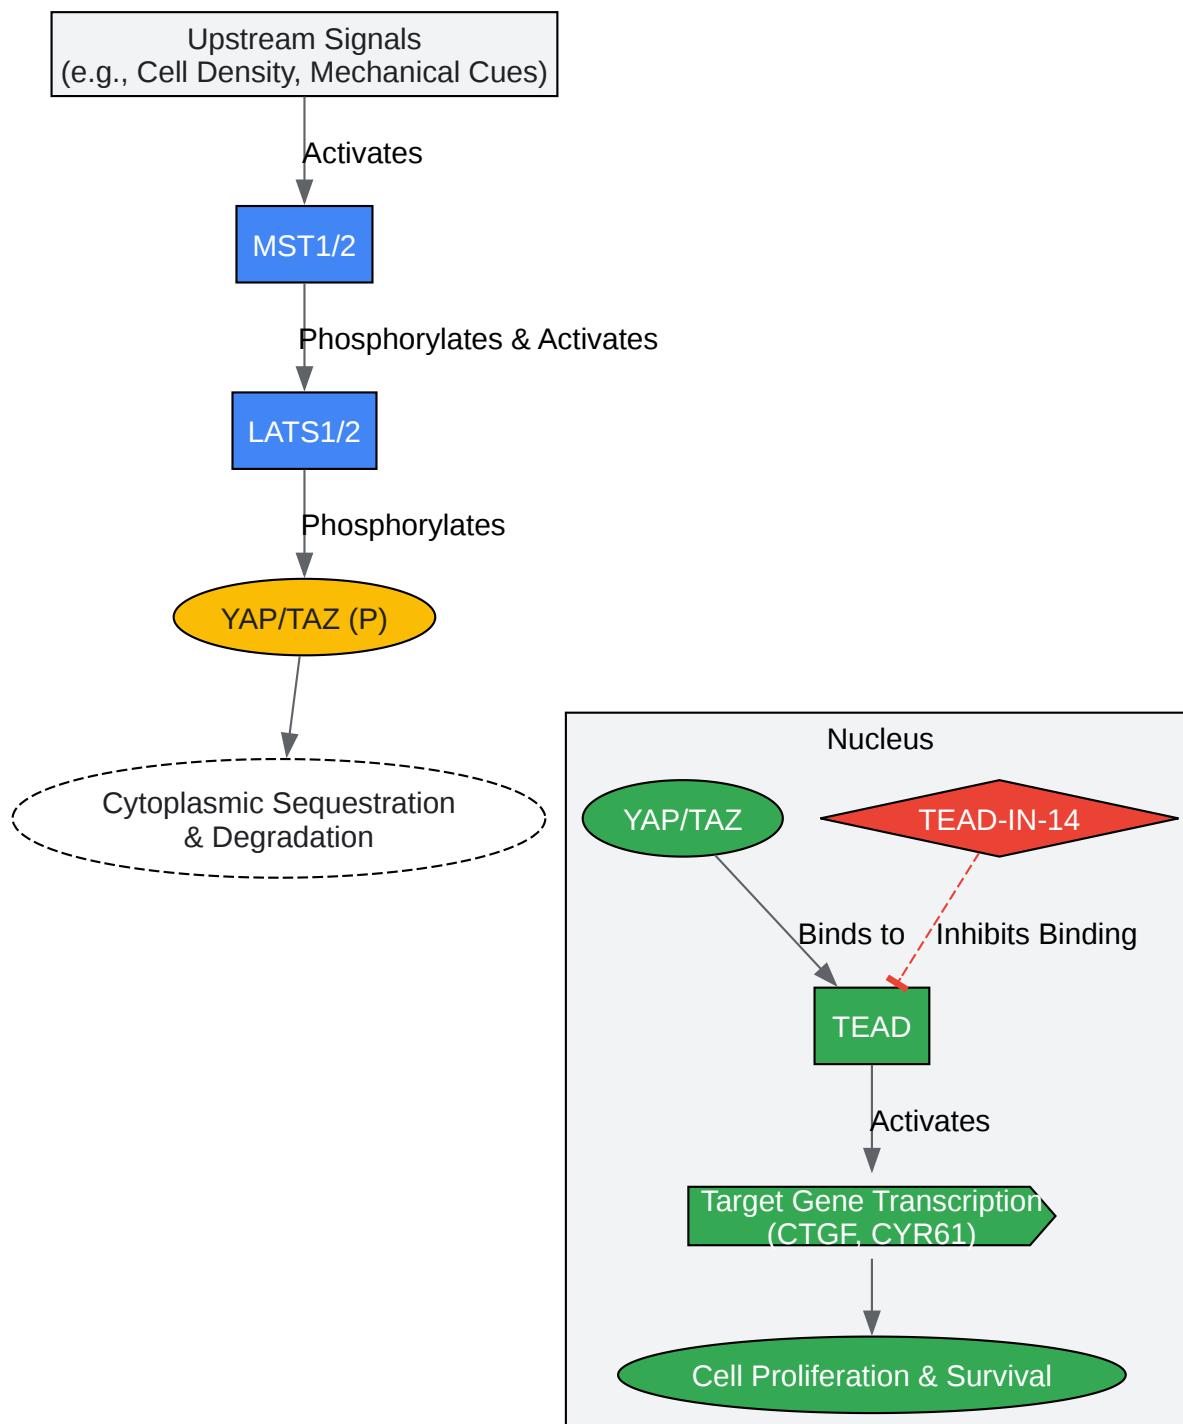 Upstream Signals
(e.g., Cell Density, Mechanical Cues)
Activates
MST1/2
Phosphorylates & Activates
LATS1/2
Phosphorylates
YAP/TAZ (P)
Cytoplasmic Sequestration
& Degradation
Nucleus
YAP/TAZ
TEAD-IN-14
Binds to
Inhibits Binding
TEAD
Activates
Target Gene Transcription
(CTGF, CYR61)
Cell Proliferation & Survival